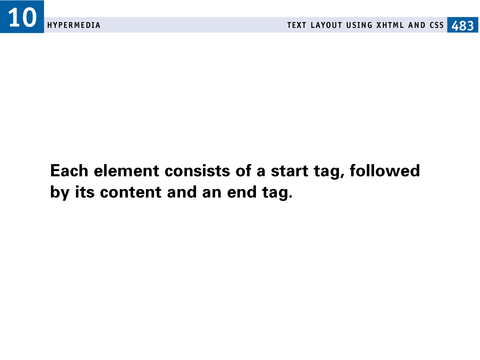 10 HYPERMEDIA TEXT LAYOUT USING XHTML AND CSS 483
Each element consists of a start tag, followed
by its content and an end tag.